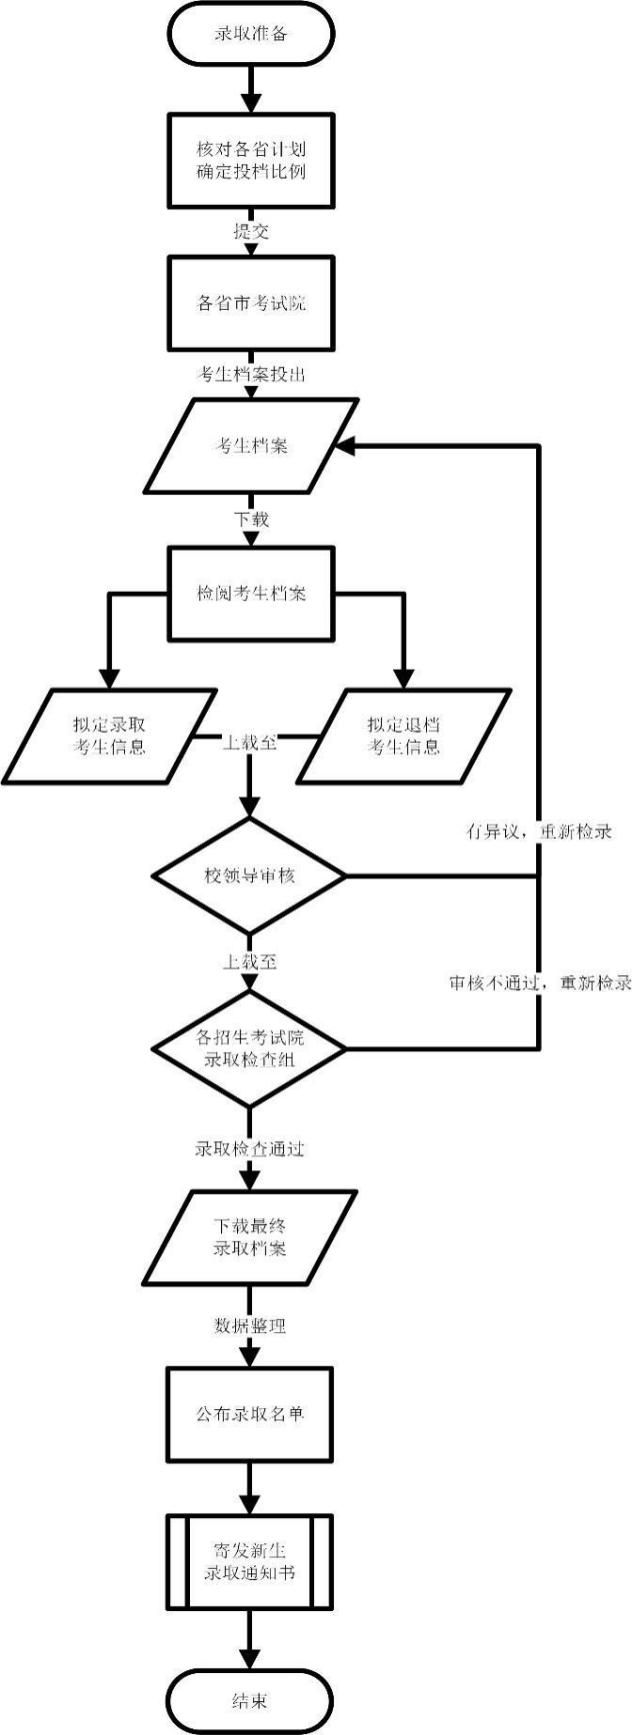 录取准备
核对各省计划
确定投档比例
提交
各省市考试院
考生档案投出
考生档案
下载
检阅考生档案
拟定录取
考生信息
拟定退档
考生信息
上载至
有异议，重新检录
校领导审核
上载至
审核不通过，重新检录
各招生考试院
录取检查组
录取检查通过
下载最终
录取档案
数据整理
公布录取名单
寄发新生
录取通知书
结束